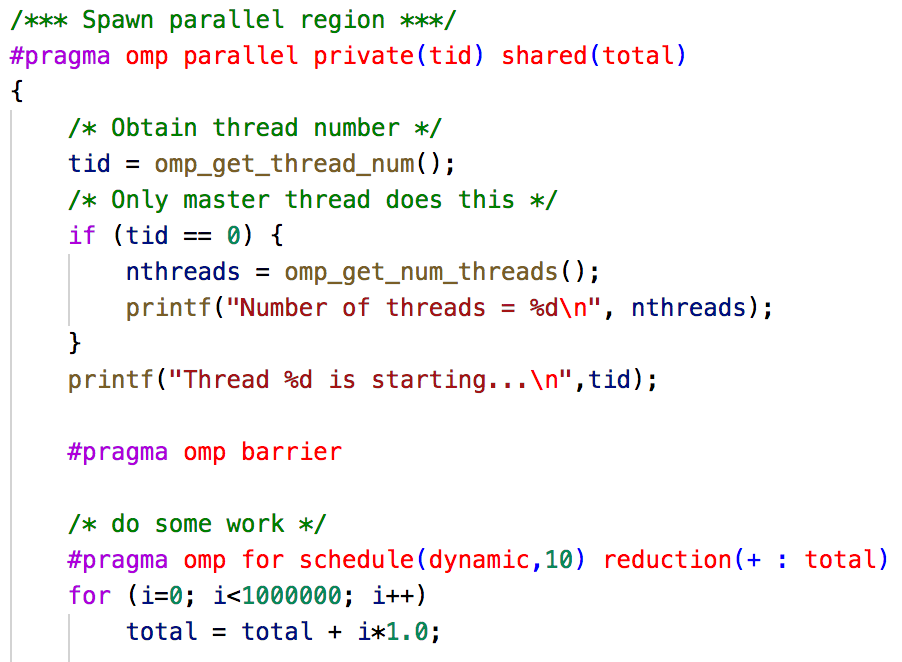 /*** Spawn parallel region ***/
#pragma omp parallel private(tid) shared(total)
{
    /* Obtain thread number */
    tid = omp_get_thread_num();
    /* Only master thread does this */
    if (tid == 0) {
        nthreads = omp_get_num_threads();
        printf("Number of threads = %d\n", nthreads);
    }
    printf("Thread %d is starting...\n",tid);

    #pragma omp barrier

    /* do some work */
    #pragma omp for schedule(dynamic,10) reduction(+ : total)
    for (i=0; i<1000000; i++)
        total = total + i*1.0;